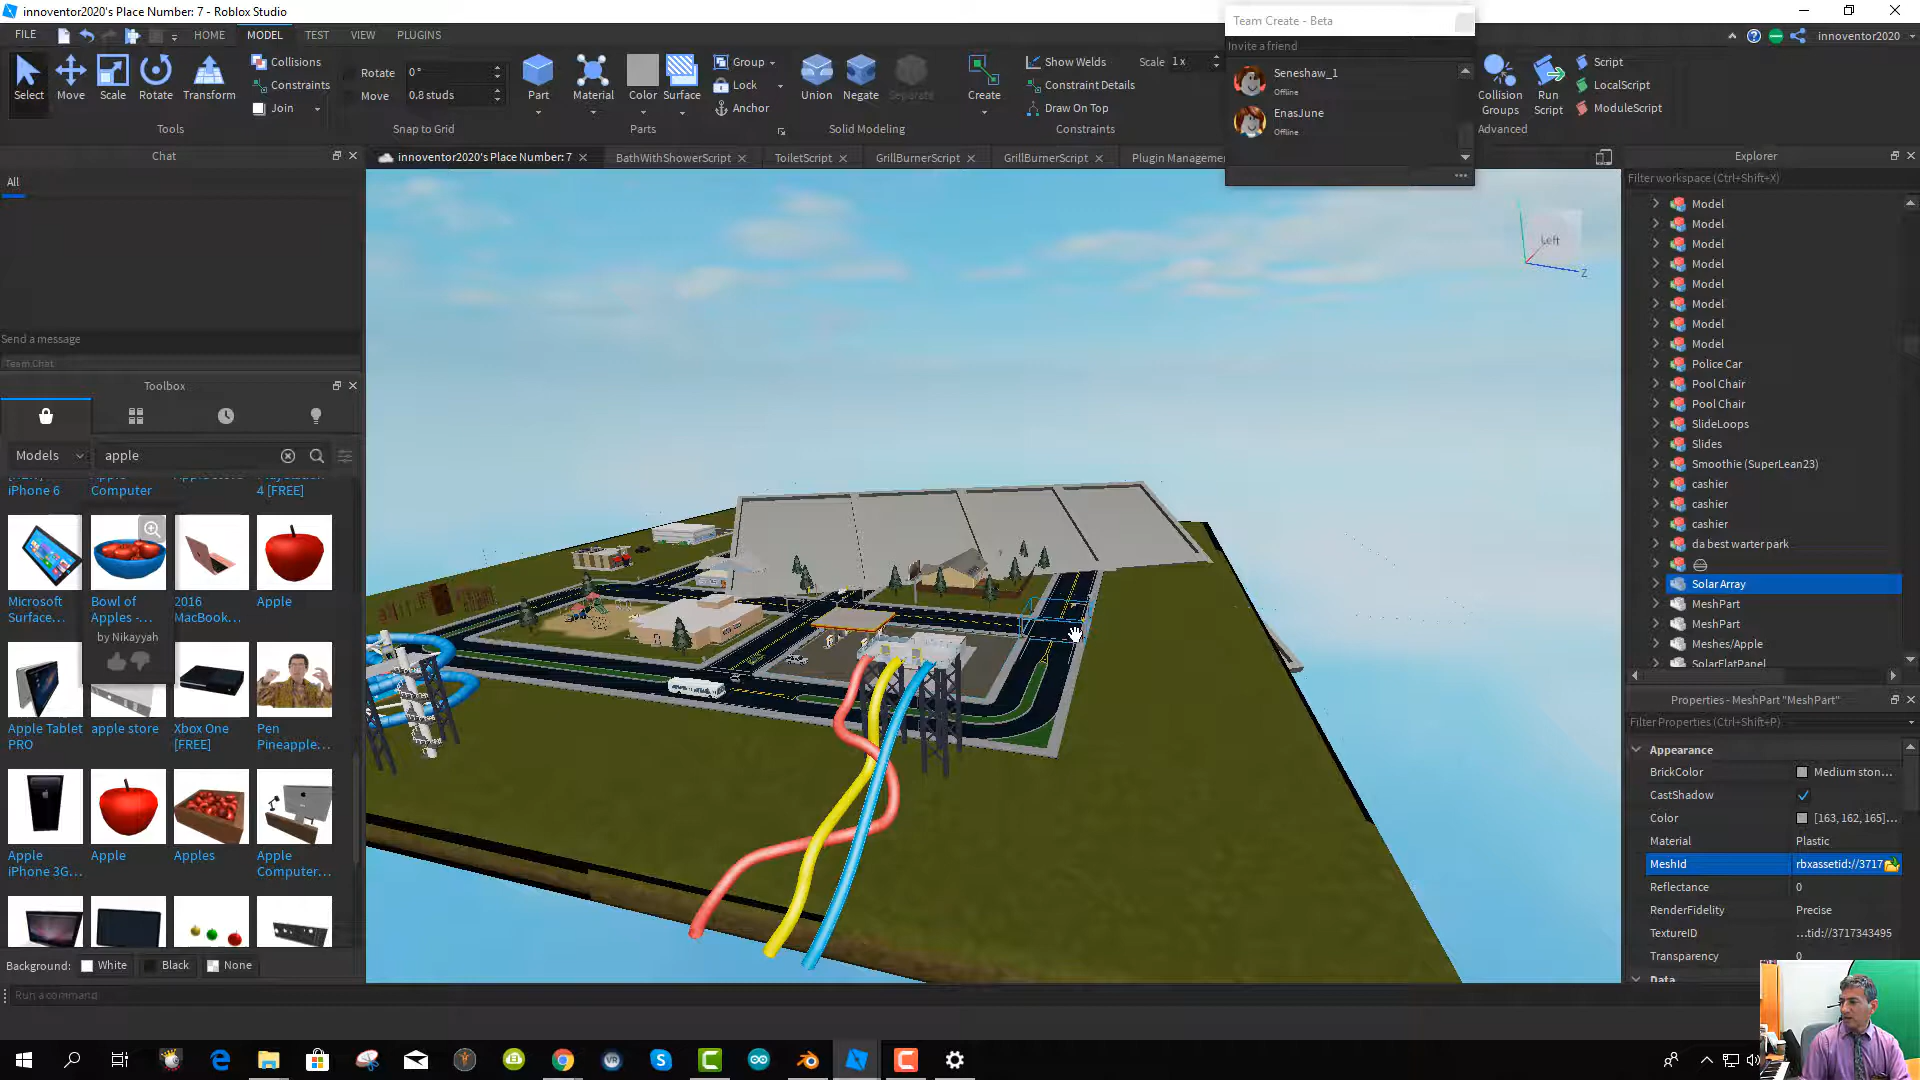 innoventor2020's Place Number: 7 - Roblox Studio
Team Create - Beta
Invite a friend
Seneshaw_1
Offline
EnasJune
Offline
FILE
HOME
MODEL
TEST
VIEW
PLUGINS
innoventor2020
Select
Move
Scale
Rotate
Transform
Collisions
Constraints
Join
Tools
Rotate
0°
Move
0.8 studs
Snap to Grid
Part
Material
Color
Surface
Group
Lock
Anchor
Parts
Union
Negate
Separate
Solid Modeling
Create
Show Welds
Constraint Details
Draw On Top
Scale
1 x
Constraints
Collision
Groups
Run
Script
Script
LocalScript
ModuleScript
Advanced
Chat
innoventor2020's Place Number: 7
BathWithShowerScript
ToiletScript
GrillBurnerScript
GrillBurnerScript
Plugin Managemen
Explorer
All
Filter workspace (Ctrl+Shift+X)
Send a message
Team Chat
Toolbox
Models
apple
iPhone 6
Computer
4 [FREE]
Microsoft
Surface...
Bowl of
Apples -...
by Nikayyah
2016
MacBook...
Apple
Apple Tablet
PRO
apple store
Xbox One
[FREE]
Pen
Pineapple...
Apple
iPhone 3G...
Apple
Apples
Apple
Computer...
Background:
White
Black
None
Run a command
Left
Z
Model
Model
Model
Model
Model
Model
Model
Model
Police Car
Pool Chair
Pool Chair
SlideLoops
Slides
Smoothie (SuperLean23)
cashier
cashier
cashier
da best warter park
Solar Array
MeshPart
MeshPart
Meshes/Apple
SolarFlatPanel
Properties - MeshPart "MeshPart"
Filter Properties (Ctrl+Shift+P)
Appearance
BrickColor
Medium ston...
CastShadow
Color
[163, 162, 165]...
Material
Plastic
MeshId
rbxassetid://3717
Reflectance
0
RenderFidelity
Precise
TextureID
...tid://3717343495
Transparency
0
Data